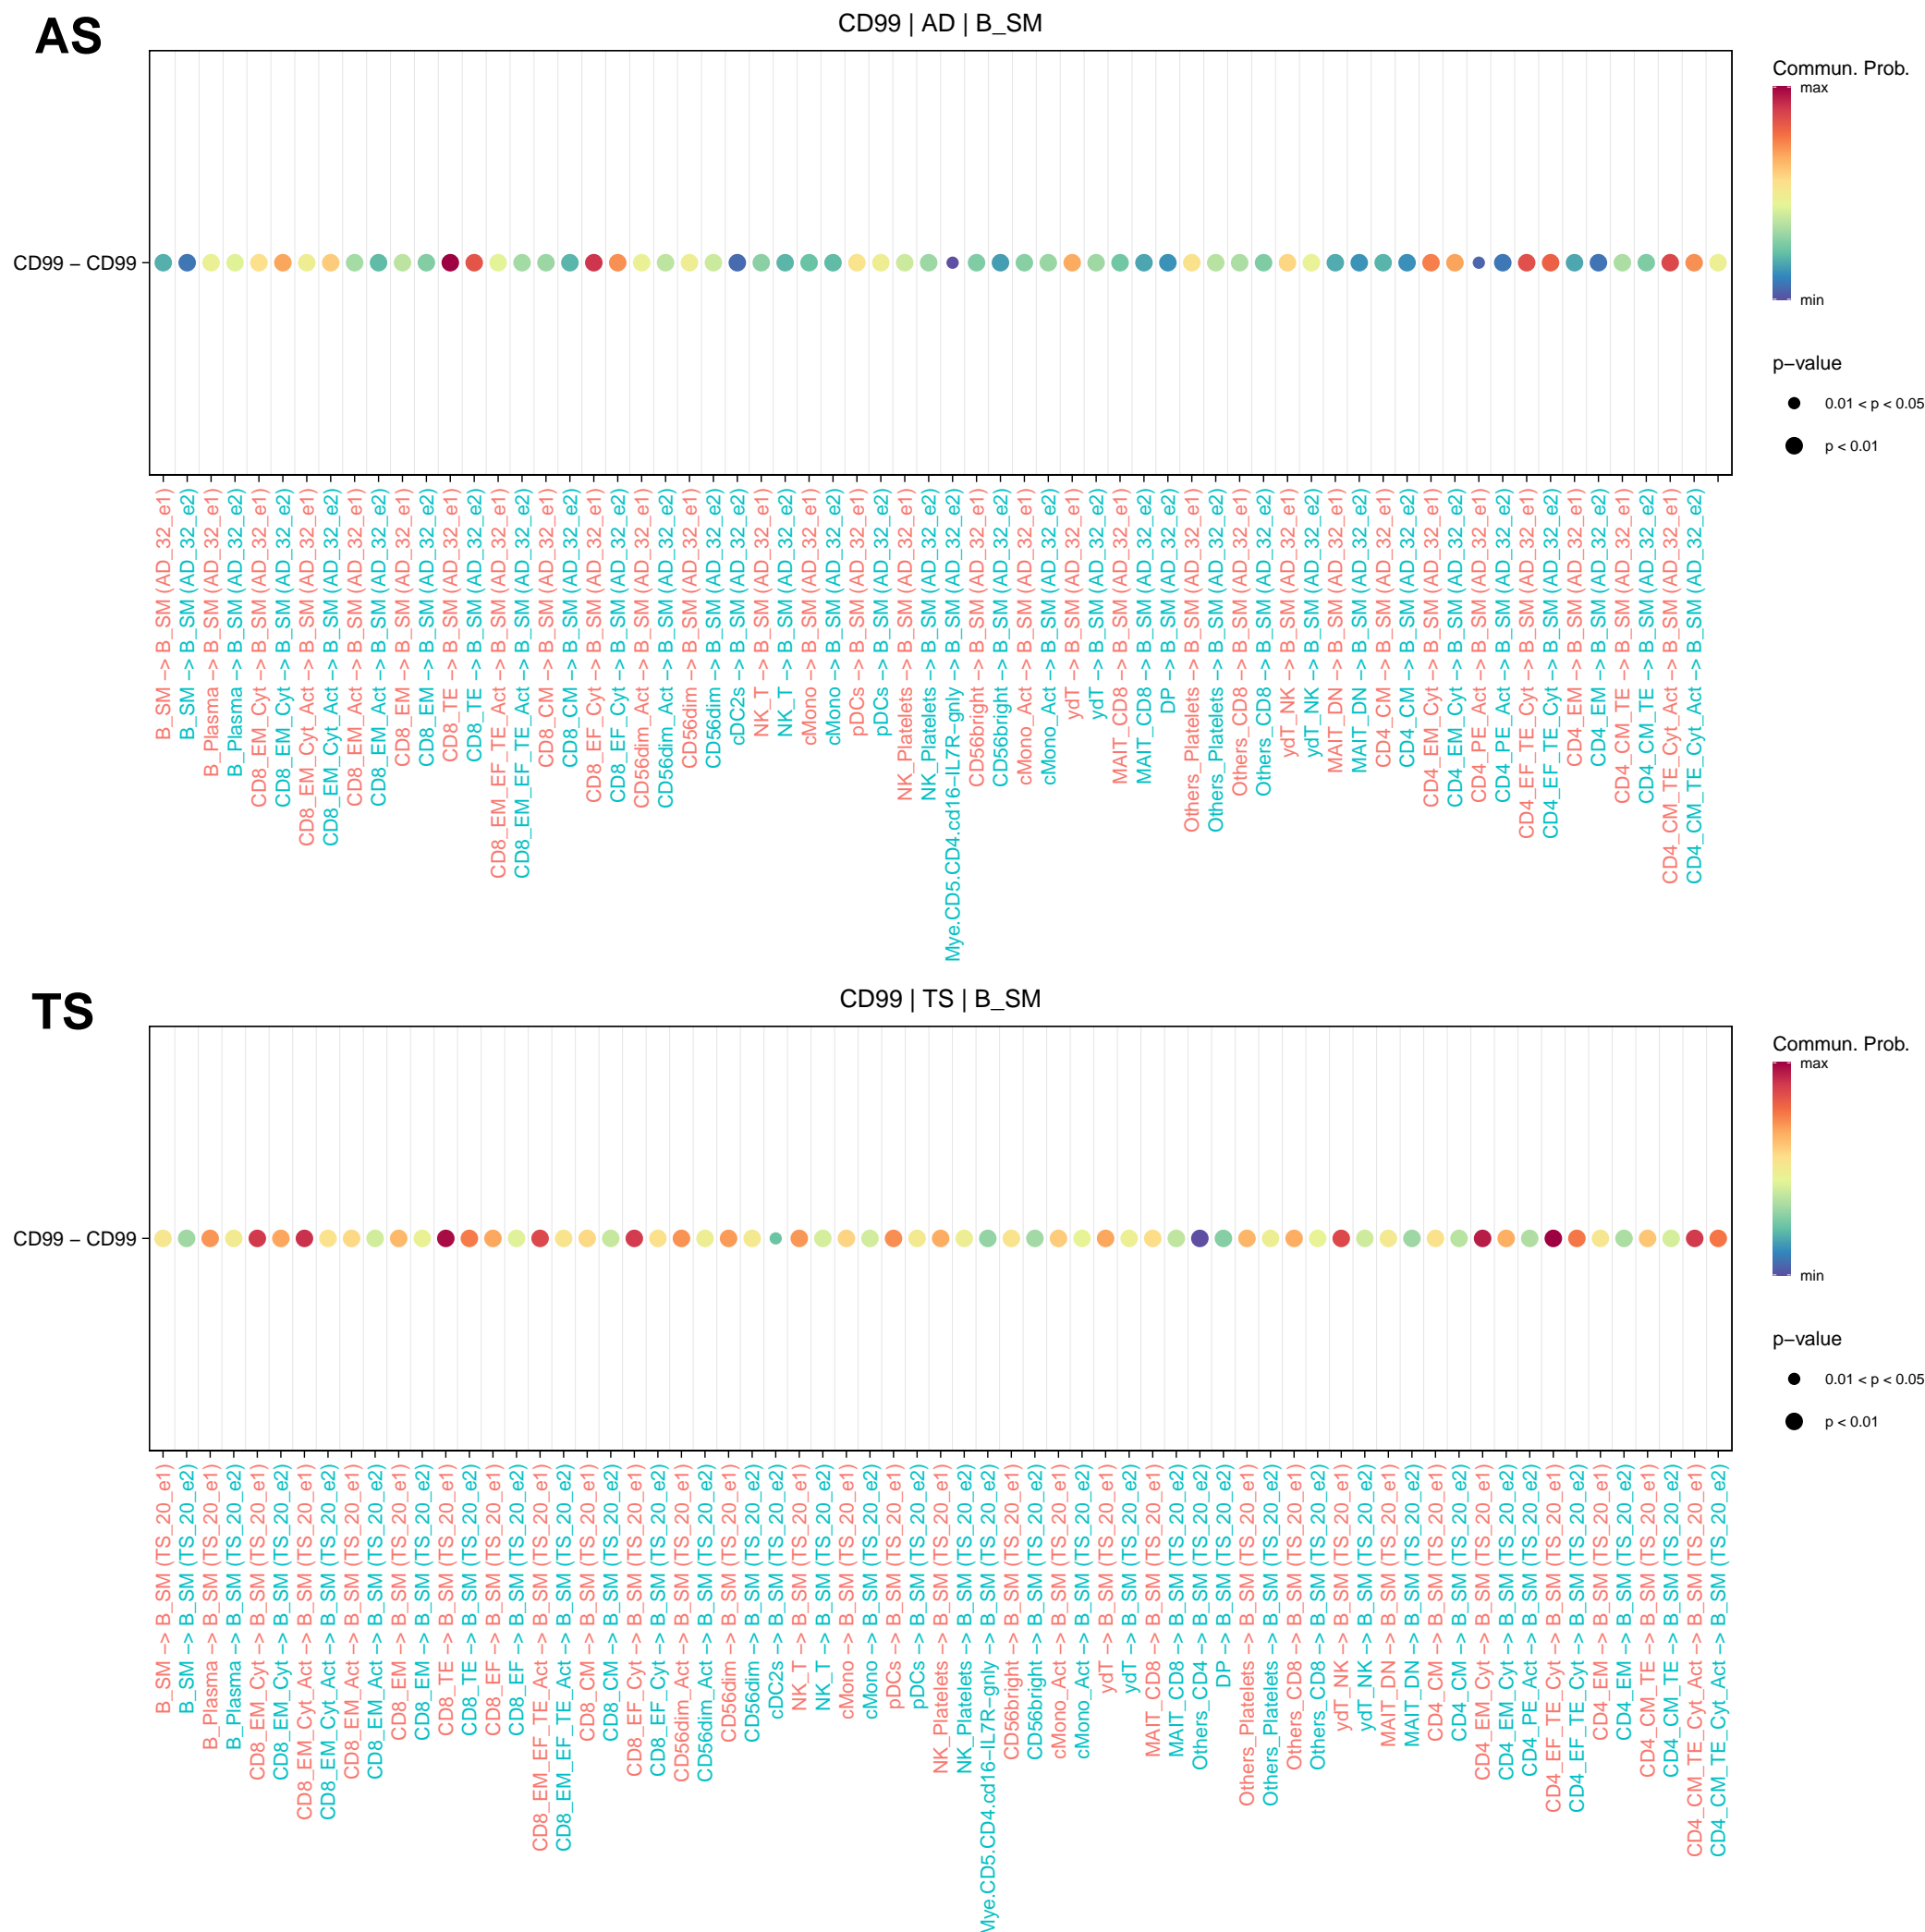 AS
CD99 | AD | B_SM
CD99 − CD99
Commun. Prob.
max
min
p−value
0.01 < p < 0.05
p < 0.01
B_SM −> B_SM (AD_32_e1)
B_SM −> B_SM (AD_32_e2)
B_Plasma −> B_SM (AD_32_e1)
B_Plasma −> B_SM (AD_32_e2)
CD8_EM_Cyt −> B_SM (AD_32_e1)
CD8_EM_Cyt −> B_SM (AD_32_e2)
CD8_EM_Cyt_Act −> B_SM (AD_32_e1)
CD8_EM_Cyt_Act −> B_SM (AD_32_e2)
CD8_EM_Act −> B_SM (AD_32_e1)
CD8_EM_Act −> B_SM (AD_32_e2)
CD8_EM −> B_SM (AD_32_e1)
CD8_EM −> B_SM (AD_32_e2)
CD8_TE −> B_SM (AD_32_e1)
CD8_TE −> B_SM (AD_32_e2)
CD8_EM_EF_TE_Act −> B_SM (AD_32_e1)
CD8_EM_EF_TE_Act −> B_SM (AD_32_e2)
CD8_CM −> B_SM (AD_32_e1)
CD8_CM −> B_SM (AD_32_e2)
CD8_EF_Cyt −> B_SM (AD_32_e1)
CD8_EF_Cyt −> B_SM (AD_32_e2)
CD56dim_Act −> B_SM (AD_32_e1)
CD56dim_Act −> B_SM (AD_32_e2)
CD56dim −> B_SM (AD_32_e1)
CD56dim −> B_SM (AD_32_e2)
cDC2s −> B_SM (AD_32_e2)
NK_T −> B_SM (AD_32_e1)
NK_T −> B_SM (AD_32_e2)
cMono −> B_SM (AD_32_e1)
cMono −> B_SM (AD_32_e2)
pDCs −> B_SM (AD_32_e1)
pDCs −> B_SM (AD_32_e2)
NK_Platelets −> B_SM (AD_32_e1)
NK_Platelets −> B_SM (AD_32_e2)
Mye.CD5.CD4.cd16−IL7R−gnly −> B_SM (AD_32_e2)
CD56bright −> B_SM (AD_32_e1)
CD56bright −> B_SM (AD_32_e2)
cMono_Act −> B_SM (AD_32_e1)
cMono_Act −> B_SM (AD_32_e2)
ydT −> B_SM (AD_32_e1)
ydT −> B_SM (AD_32_e2)
MAIT_CD8 −> B_SM (AD_32_e1)
MAIT_CD8 −> B_SM (AD_32_e2)
DP −> B_SM (AD_32_e2)
Others_Platelets −> B_SM (AD_32_e1)
Others_Platelets −> B_SM (AD_32_e2)
Others_CD8 −> B_SM (AD_32_e1)
Others_CD8 −> B_SM (AD_32_e2)
ydT_NK −> B_SM (AD_32_e1)
ydT_NK −> B_SM (AD_32_e2)
MAIT_DN −> B_SM (AD_32_e1)
MAIT_DN −> B_SM (AD_32_e2)
CD4_CM −> B_SM (AD_32_e1)
CD4_CM −> B_SM (AD_32_e2)
CD4_EM_Cyt −> B_SM (AD_32_e1)
CD4_EM_Cyt −> B_SM (AD_32_e2)
CD4_PE_Act −> B_SM (AD_32_e1)
CD4_PE_Act −> B_SM (AD_32_e2)
CD4_EF_TE_Cyt −> B_SM (AD_32_e1)
CD4_EF_TE_Cyt −> B_SM (AD_32_e2)
CD4_EM −> B_SM (AD_32_e1)
CD4_EM −> B_SM (AD_32_e2)
CD4_CM_TE −> B_SM (AD_32_e1)
CD4_CM_TE −> B_SM (AD_32_e2)
CD4_CM_TE_Cyt_Act −> B_SM (AD_32_e1)
CD4_CM_TE_Cyt_Act −> B_SM (AD_32_e2)
TS
CD99 | TS | B_SM
CD99 − CD99
Commun. Prob.
max
min
p−value
0.01 < p < 0.05
p < 0.01
B_SM −> B_SM (TS_20_e1)
B_SM −> B_SM (TS_20_e2)
B_Plasma −> B_SM (TS_20_e1)
B_Plasma −> B_SM (TS_20_e2)
CD8_EM_Cyt −> B_SM (TS_20_e1)
CD8_EM_Cyt −> B_SM (TS_20_e2)
CD8_EM_Cyt_Act −> B_SM (TS_20_e1)
CD8_EM_Cyt_Act −> B_SM (TS_20_e2)
CD8_EM_Act −> B_SM (TS_20_e1)
CD8_EM_Act −> B_SM (TS_20_e2)
CD8_EM −> B_SM (TS_20_e1)
CD8_EM −> B_SM (TS_20_e2)
CD8_TE −> B_SM (TS_20_e1)
CD8_TE −> B_SM (TS_20_e2)
CD8_EF −> B_SM (TS_20_e1)
CD8_EF −> B_SM (TS_20_e2)
CD8_EM_EF_TE_Act −> B_SM (TS_20_e1)
CD8_EM_EF_TE_Act −> B_SM (TS_20_e2)
CD8_CM −> B_SM (TS_20_e1)
CD8_CM −> B_SM (TS_20_e2)
CD8_EF_Cyt −> B_SM (TS_20_e1)
CD8_EF_Cyt −> B_SM (TS_20_e2)
CD56dim_Act −> B_SM (TS_20_e1)
CD56dim_Act −> B_SM (TS_20_e2)
CD56dim −> B_SM (TS_20_e1)
CD56dim −> B_SM (TS_20_e2)
cDC2s −> B_SM (TS_20_e2)
NK_T −> B_SM (TS_20_e1)
NK_T −> B_SM (TS_20_e2)
cMono −> B_SM (TS_20_e1)
cMono −> B_SM (TS_20_e2)
pDCs −> B_SM (TS_20_e1)
pDCs −> B_SM (TS_20_e2)
NK_Platelets −> B_SM (TS_20_e1)
NK_Platelets −> B_SM (TS_20_e2)
Mye.CD5.CD4.cd16−IL7R−gnly −> B_SM (TS_20_e2)
CD56bright −> B_SM (TS_20_e1)
CD56bright −> B_SM (TS_20_e2)
cMono_Act −> B_SM (TS_20_e1)
cMono_Act −> B_SM (TS_20_e2)
ydT −> B_SM (TS_20_e1)
ydT −> B_SM (TS_20_e2)
MAIT_CD8 −> B_SM (TS_20_e1)
MAIT_CD8 −> B_SM (TS_20_e2)
Others_CD4 −> B_SM (TS_20_e2)
DP −> B_SM (TS_20_e2)
Others_Platelets −> B_SM (TS_20_e1)
Others_Platelets −> B_SM (TS_20_e2)
Others_CD8 −> B_SM (TS_20_e1)
Others_CD8 −> B_SM (TS_20_e2)
ydT_NK −> B_SM (TS_20_e1)
ydT_NK −> B_SM (TS_20_e2)
MAIT_DN −> B_SM (TS_20_e1)
MAIT_DN −> B_SM (TS_20_e2)
CD4_CM −> B_SM (TS_20_e1)
CD4_CM −> B_SM (TS_20_e2)
CD4_EM_Cyt −> B_SM (TS_20_e1)
CD4_EM_Cyt −> B_SM (TS_20_e2)
CD4_PE_Act −> B_SM (TS_20_e2)
CD4_EF_TE_Cyt −> B_SM (TS_20_e1)
CD4_EF_TE_Cyt −> B_SM (TS_20_e2)
CD4_EM −> B_SM (TS_20_e1)
CD4_EM −> B_SM (TS_20_e2)
CD4_CM_TE −> B_SM (TS_20_e1)
CD4_CM_TE −> B_SM (TS_20_e2)
CD4_CM_TE_Cyt_Act −> B_SM (TS_20_e1)
CD4_CM_TE_Cyt_Act −> B_SM (TS_20_e2)